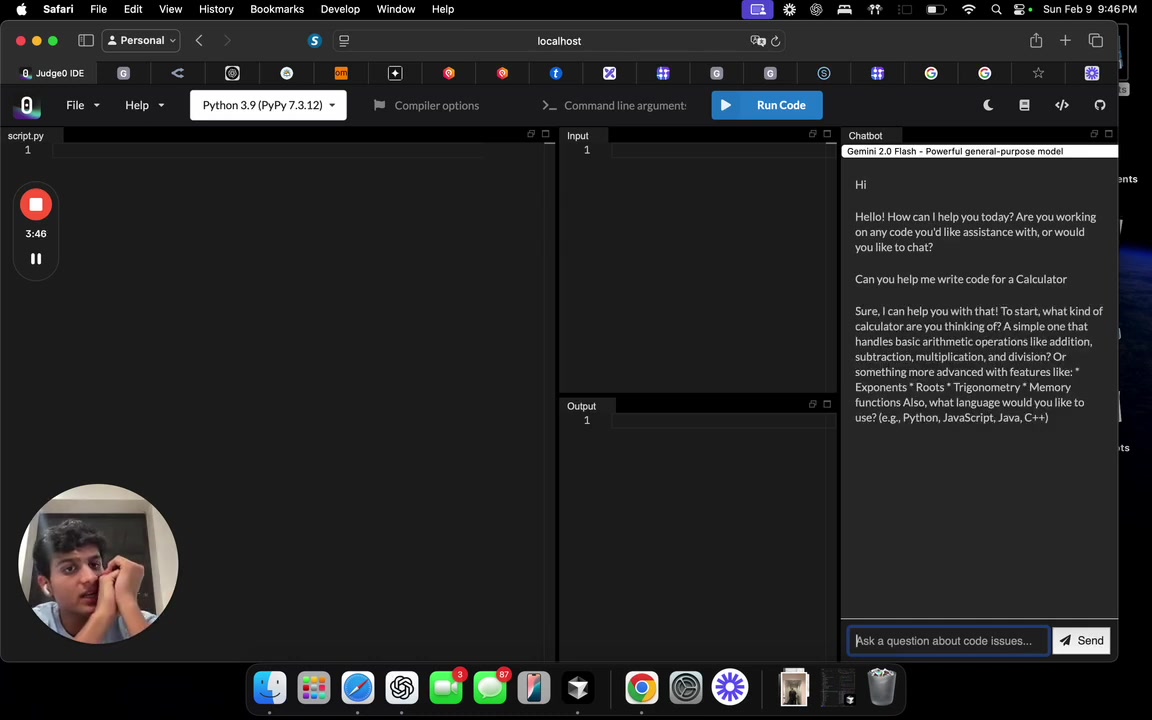 Safari File Edit View History Bookmarks Develop Window Help Sun Feb 9 9:46 PM
Personal localhost
Judge0 IDE
File Help Python 3.9 (PyPy 7.3.12) Compiler options Command line arguments Run Code
script.py
1
Input
1
Output
1
Chatbot
Gemini 2.0 Flash - Powerful general-purpose model
Hi
Hello! How can I help you today? Are you working
on any code you'd like assistance with, or would
you like to chat?
Can you help me write code for a Calculator
Sure, I can help you with that! To start, what kind of
calculator are you thinking of? A simple one that
handles basic arithmetic operations like addition,
subtraction, multiplication, and division? Or
something more advanced with features like: *
Exponents * Roots * Trigonometry * Memory
functions Also, what language would you like to
use? (e.g., Python, JavaScript, Java, C++)
Ask a question about code issues... Send
3:46
3
87